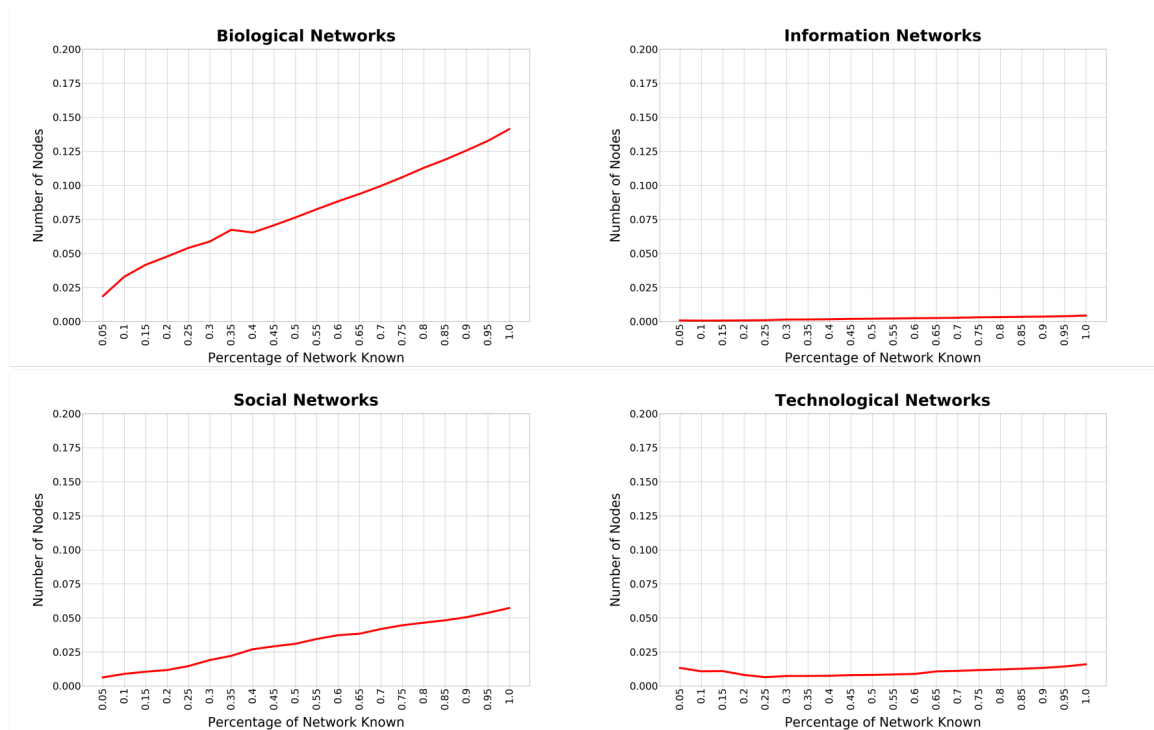 Biological Networks
0.200
0.175
0.150
0.125
0.100
0.075
0.050
0.025
0.000
Number of Nodes
0.05 0.1 0.15 0.2 0.25 0.3 0.35 0.4 0.45 0.5 0.55 0.6 0.65 0.7 0.75 0.8 0.85 0.9 0.95 1.0
Percentage of Network Known
Information Networks
0.200
0.175
0.150
0.125
0.100
0.075
0.050
0.025
0.000
Number of Nodes
0.05 0.1 0.15 0.2 0.25 0.3 0.35 0.4 0.45 0.5 0.55 0.6 0.65 0.7 0.75 0.8 0.85 0.9 0.95 1.0
Percentage of Network Known
Social Networks
0.200
0.175
0.150
0.125
0.100
0.075
0.050
0.025
0.000
Number of Nodes
0.05 0.1 0.15 0.2 0.25 0.3 0.35 0.4 0.45 0.5 0.55 0.6 0.65 0.7 0.75 0.8 0.85 0.9 0.95 1.0
Percentage of Network Known
Technological Networks
0.200
0.175
0.150
0.125
0.100
0.075
0.050
0.025
0.000
Number of Nodes
0.05 0.1 0.15 0.2 0.25 0.3 0.35 0.4 0.45 0.5 0.55 0.6 0.65 0.7 0.75 0.8 0.85 0.9 0.95 1.0
Percentage of Network Known